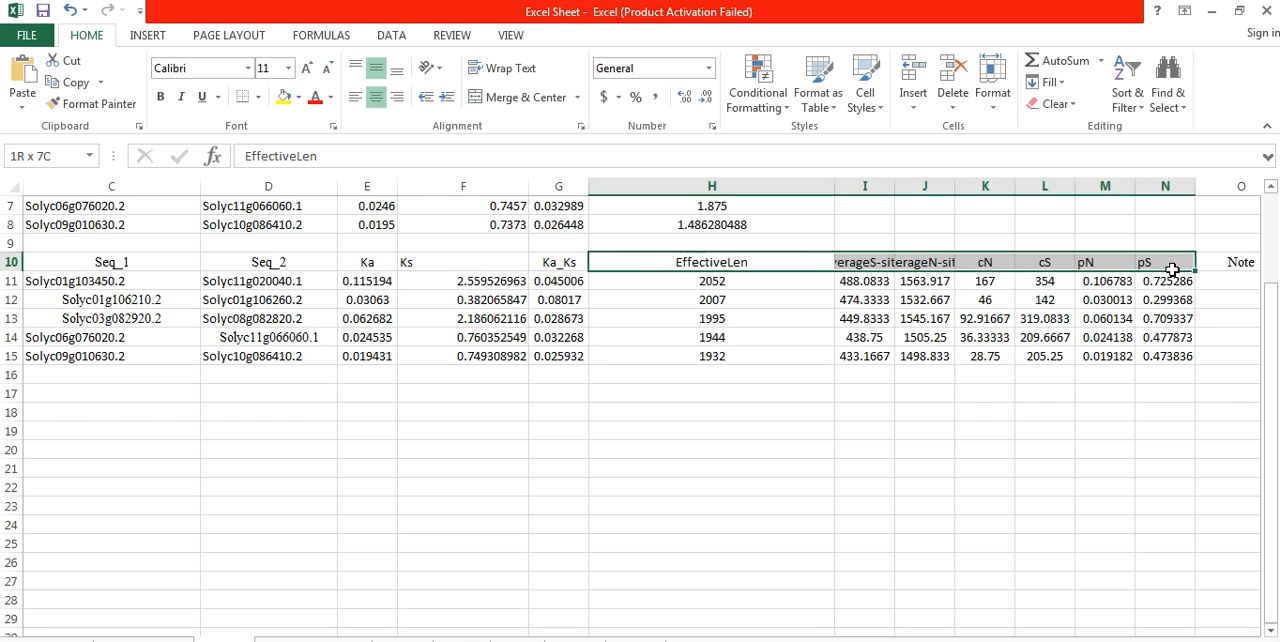 Excel Sheet - Excel (Product Activation Failed)
FILE HOME INSERT PAGE LAYOUT FORMULAS DATA REVIEW VIEW Sign in
Paste Cut Copy Format Painter Clipboard
Calibri 11 B I U Font
Wrap Text Merge & Center Alignment
General $ % , Number
Conditional Formatting Format as Table Cell Styles Styles
Insert Delete Format Cells
AutoSum Fill Clear Sort & Filter Find & Select Editing
1R x 7C fx EffectiveLen
C D E F G H I J K L M N O
7 Solyc06g076020.2 Solyc11g066060.1 0.0246 0.7457 0.032989 1.875
8 Solyc09g010630.2 Solyc10g086410.2 0.0195 0.7373 0.026448 1.486280488
9
10 Seq_1 Seq_2 Ka Ks Ka_Ks EffectiveLen verageS-sit erageN-sit cN cS pN pS Note
11 Solyc01g103450.2 Solyc11g020040.1 0.115194 2.559526963 0.045006 2052 488.0833 1563.917 167 354 0.106783 0.725286
12 Solyc01g106210.2 Solyc01g106260.2 0.03063 0.382065847 0.08017 2007 474.3333 1532.667 46 142 0.030013 0.299368
13 Solyc03g082920.2 Solyc08g082820.2 0.062682 2.186062116 0.028673 1995 449.8333 1545.167 92.91667 319.0833 0.060134 0.709337
14 Solyc06g076020.2 Solyc11g066060.1 0.024535 0.760352549 0.032268 1944 438.75 1505.25 36.33333 209.6667 0.024138 0.477873
15 Solyc09g010630.2 Solyc10g086410.2 0.019431 0.749308982 0.025932 1932 433.1667 1498.833 28.75 205.25 0.019182 0.473836
16
17
18
19
20
21
22
23
24
25
26
27
28
29